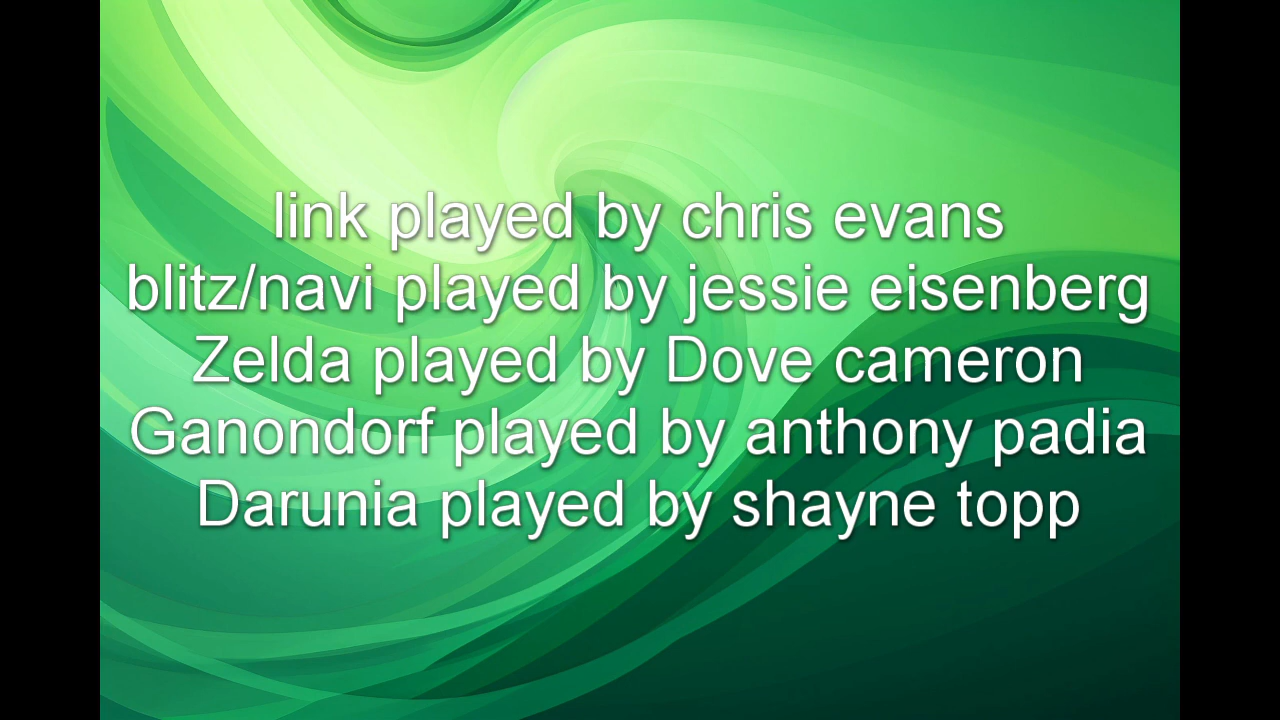 link played by chris evans
blitz/navi played by jessie eisenberg
Zelda played by Dove cameron
Ganondorf played by anthony padia
Darunia played by shayne topp